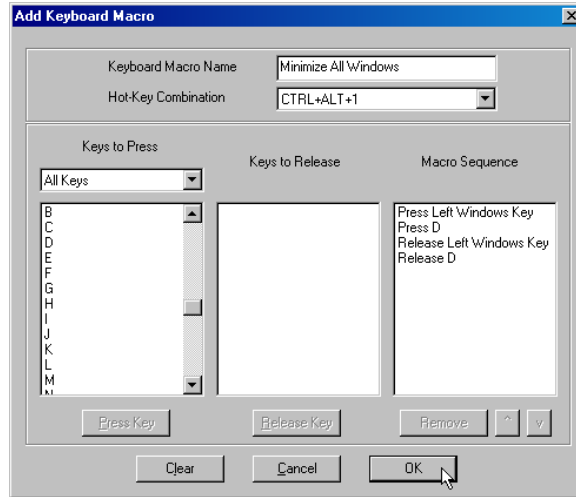 Add Keyboard Macro
Keyboard Macro Name
Minimize All Windows
Hot-Key Combination
CTRL+ALT+1
Keys to Press
Keys to Release
Macro Sequence
All Keys
B
C
D
E
F
G
H
I
J
K
L
M
N
Press Left Windows Key
Press D
Release Left Windows Key
Release D
Press Key
Release Key
Remove
^
v
Clear
Cancel
OK